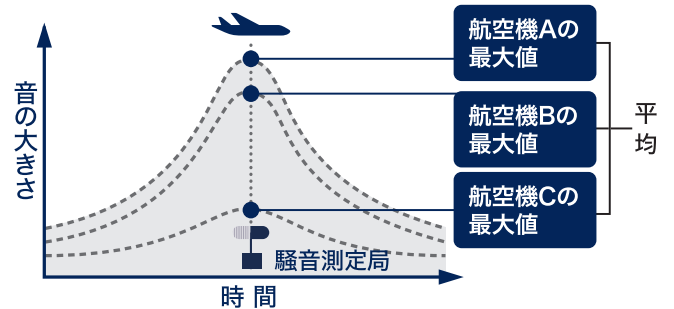 航空機Aの
最大値
航空機Bの
最大値
航空機Cの
最大値
平均
音の大きさ
騒音測定局
時間